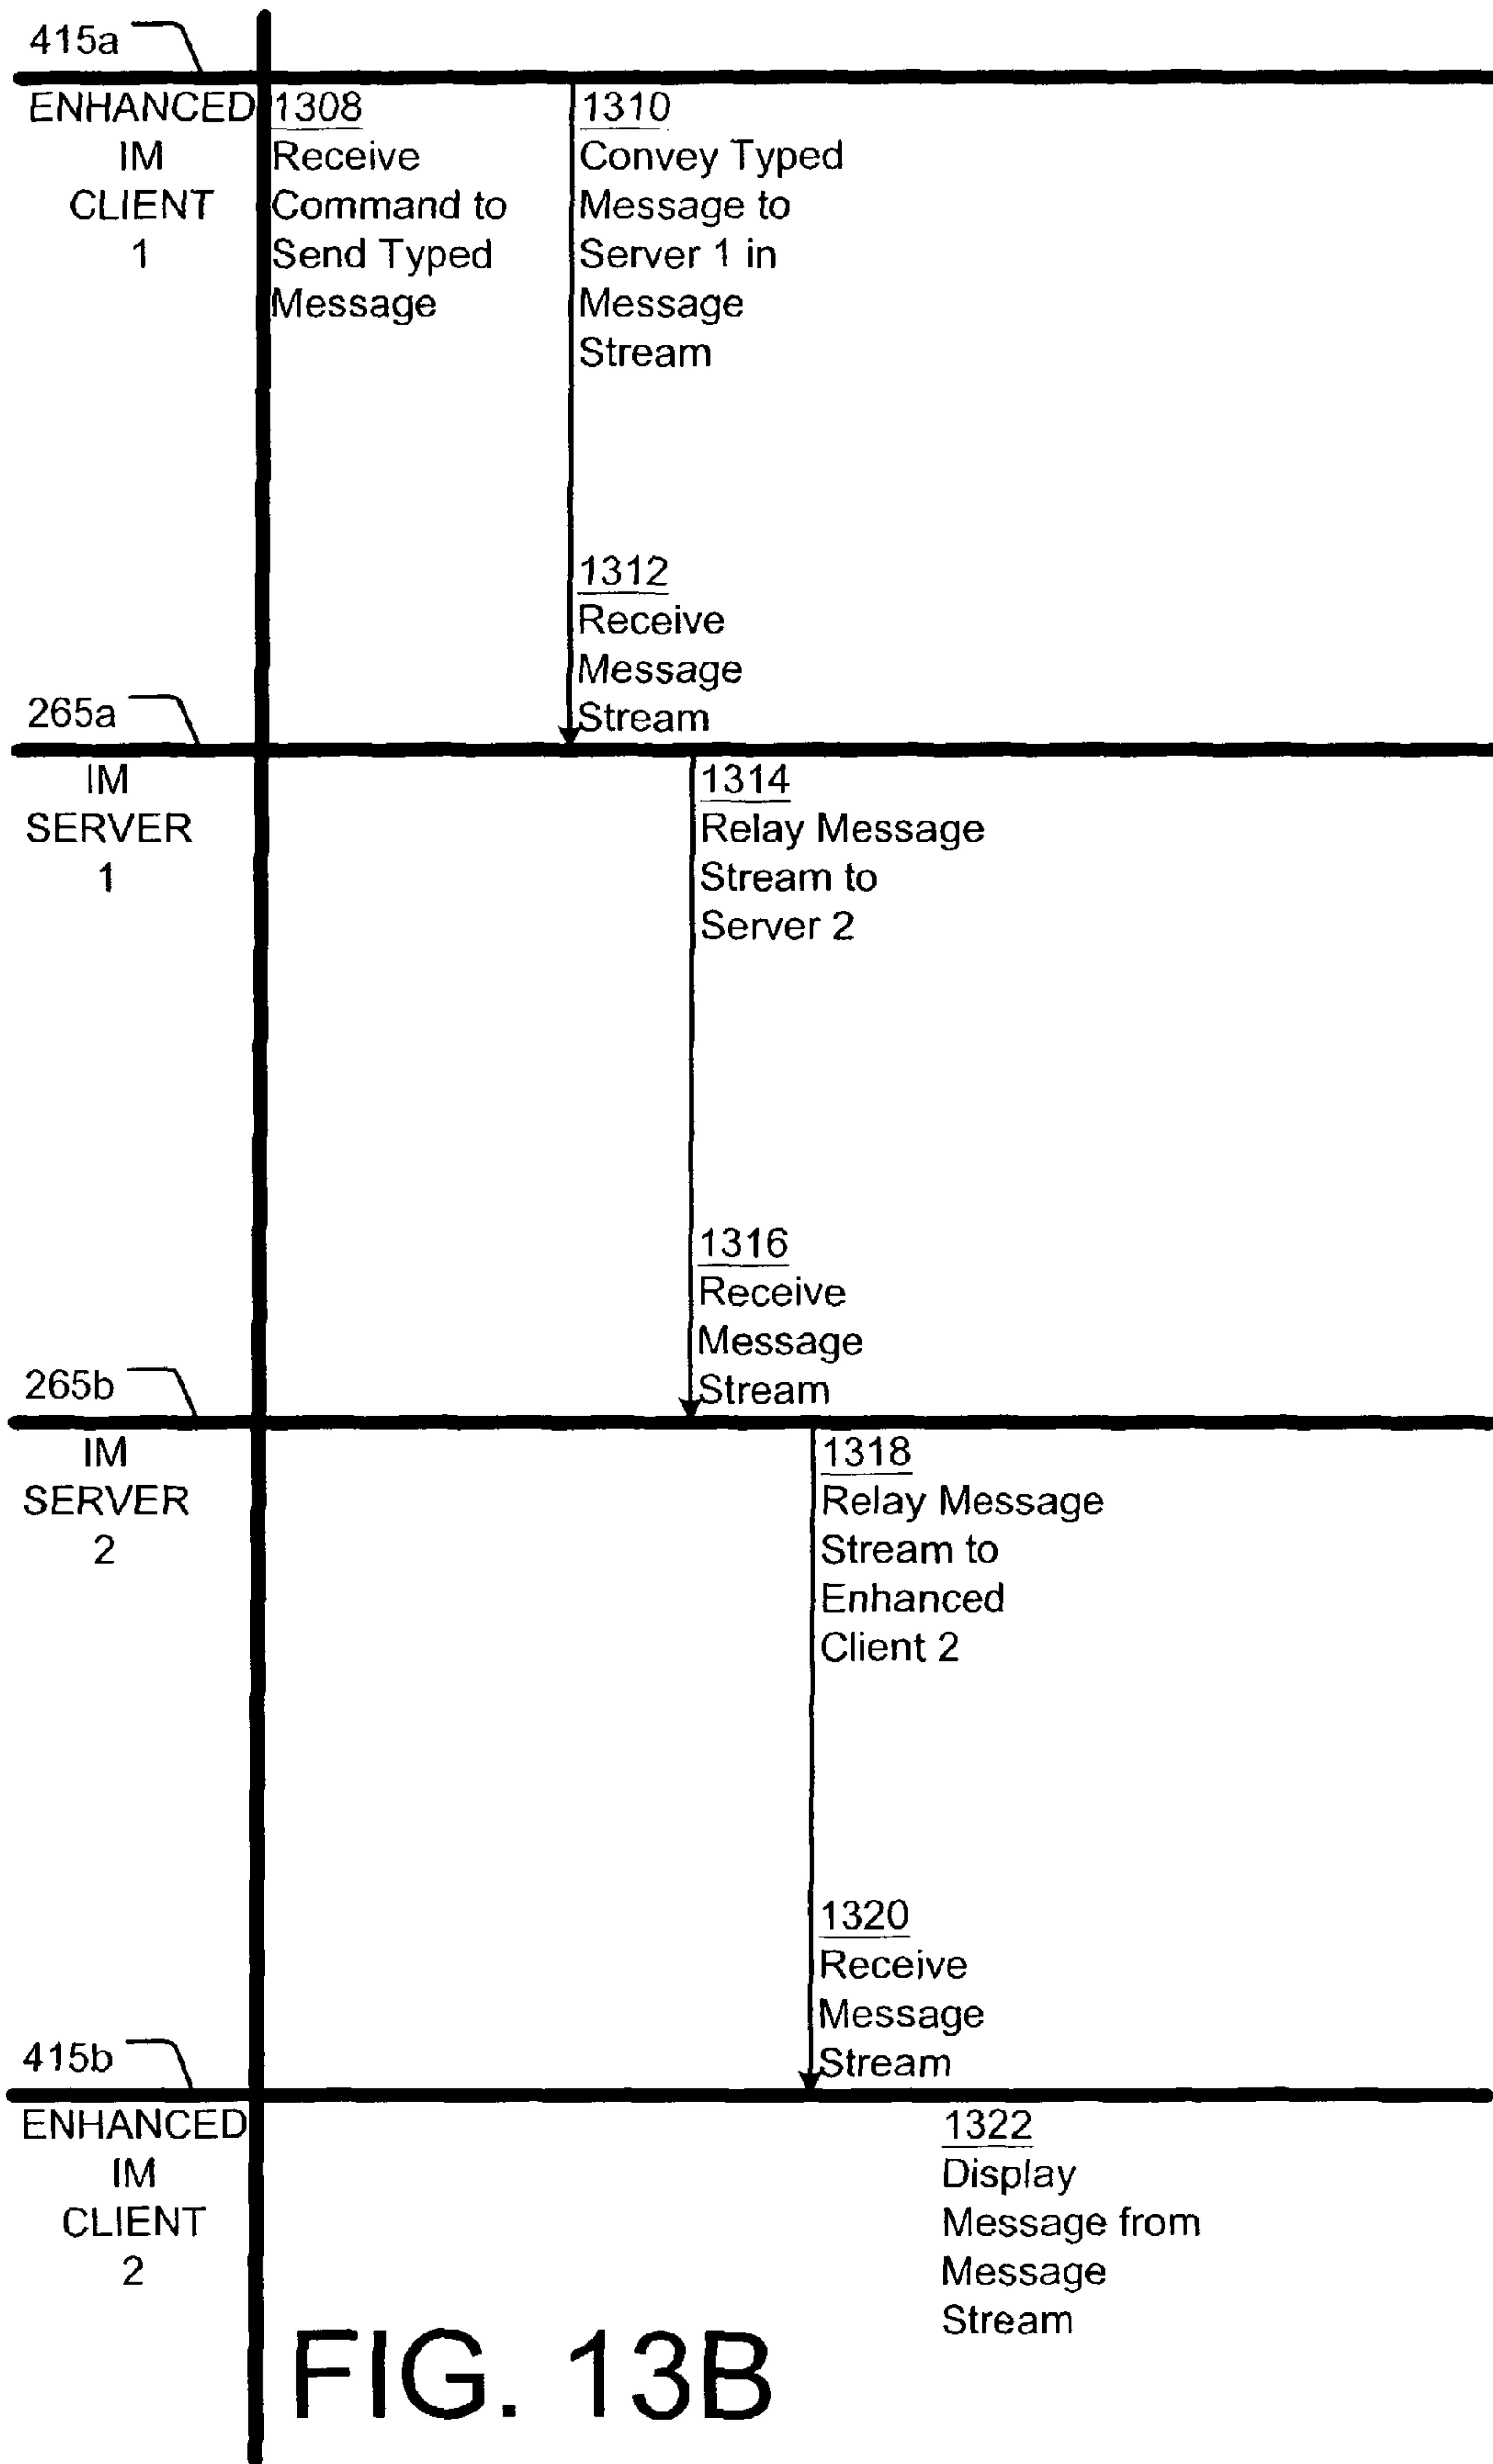 415a
ENHANCED
IM
CLIENT
1
1308
Receive
Command to
Send Typed
Message
1310
Convey Typed
Message to
Server 1 in
Message
Stream
1312
Receive
Message
Stream
265a
IM
SERVER
1
1314
Relay Message
Stream to
Server 2
1316
Receive
Message
Stream
265b
IM
SERVER
2
1318
Relay Message
Stream to
Enhanced
Client 2
1320
Receive
Message
Stream
415b
ENHANCED
IM
CLIENT
2
1322
Display
Message from
Message
Stream
FIG. 13B